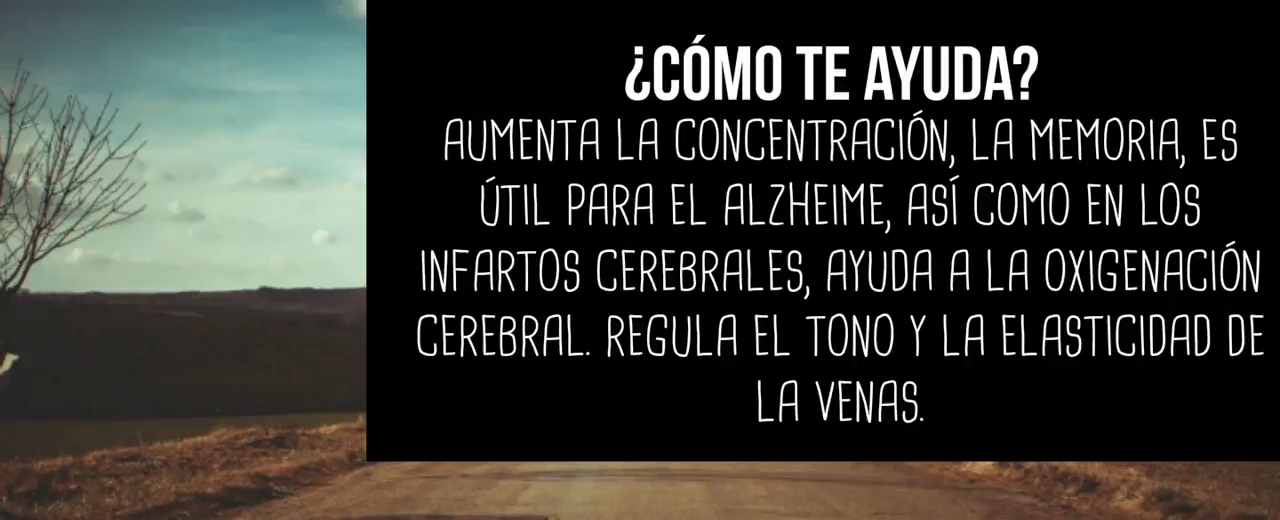 ¿CÓMO TE AYUDA?
AUMENTA LA CONCENTRACIÓN, LA MEMORIA, ES
ÚTIL PARA EL ALZHEIME, ASÍ COMO EN LOS
INFARTOS CEREBRALES, AYUDA A LA OXIGENACIÓN
CEREBRAL. REGULA EL TONO Y LA ELASTICIDAD DE
LA VENAS.